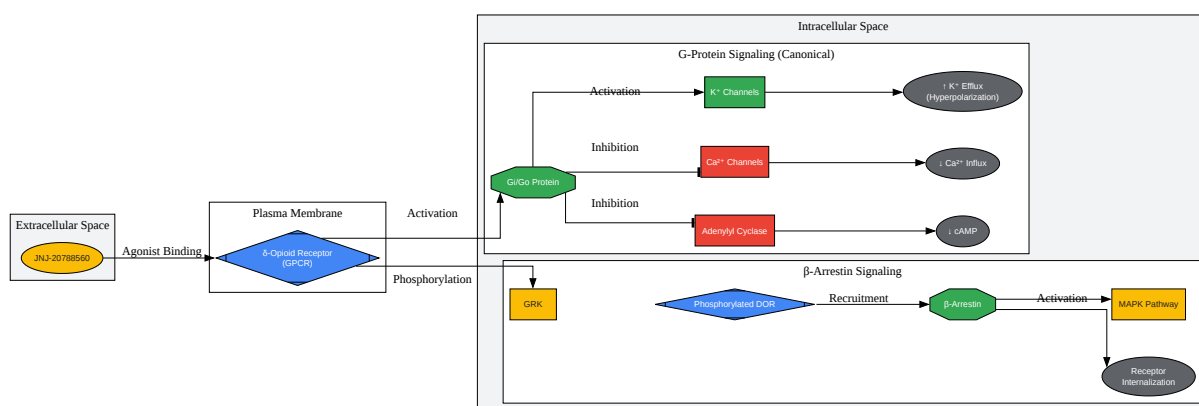 Intracellular Space
G-Protein Signaling (Canonical)
Activation
K⁺ Channels
↑ K⁺ Efflux
(Hyperpolarization)
Inhibition
Ca²⁺ Channels
↓ Ca²⁺ Influx
Gi/Go Protein
Inhibition
Adenylyl Cyclase
↓ cAMP
Extracellular Space
JNJ-20788560
Agonist Binding
Plasma Membrane
δ-Opioid Receptor
(GPCR)
Activation
Phosphorylation
β-Arrestin Signaling
GRK
Phosphorylated DOR
Recruitment
β-Arrestin
Activation
MAPK Pathway
Receptor
Internalization